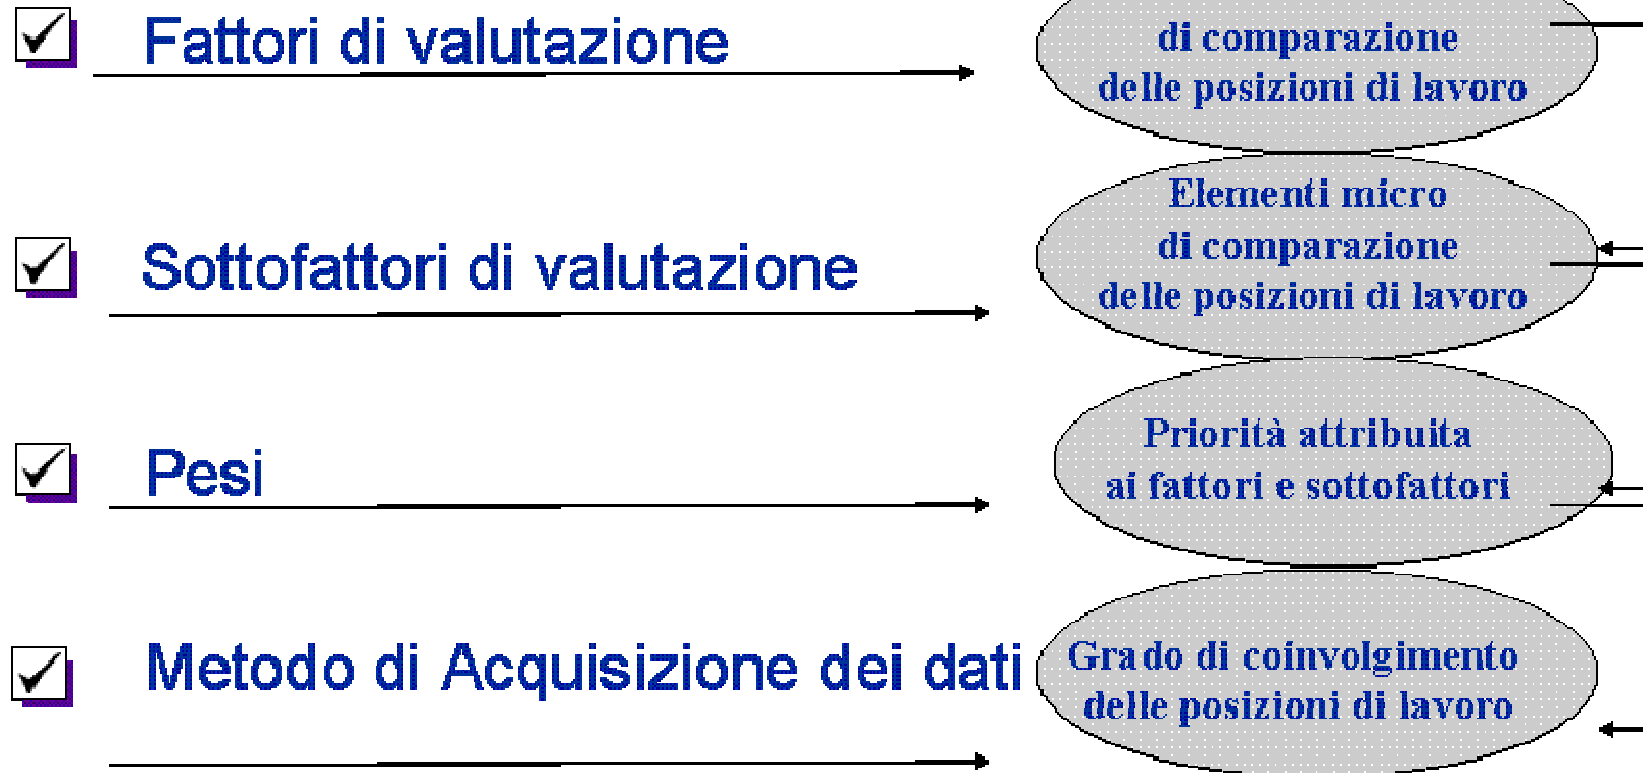 Fattori di valutazione
di comparazione
delle posizioni di lavoro
Sottofattori di valutazione
Elementi micro
di comparazione
delle posizioni di lavoro
Pesi
Priorità attribuita
ai fattori e sottofattori
Metodo di Acquisizione dei dati
Grado di coinvolgimento
delle posizioni di lavoro